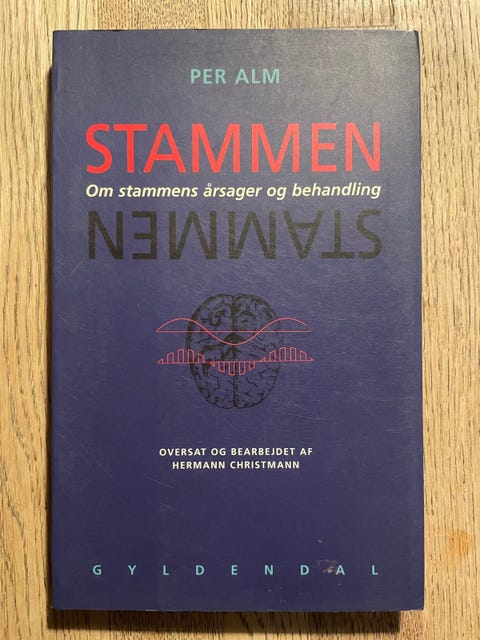 PER ALM
STAMMEN
Om stammens årsager og behandling
STAMMEN
OVERSAT OG BEARBEJDET AF
HERMANN CHRISTMANN
GYLDENDAL